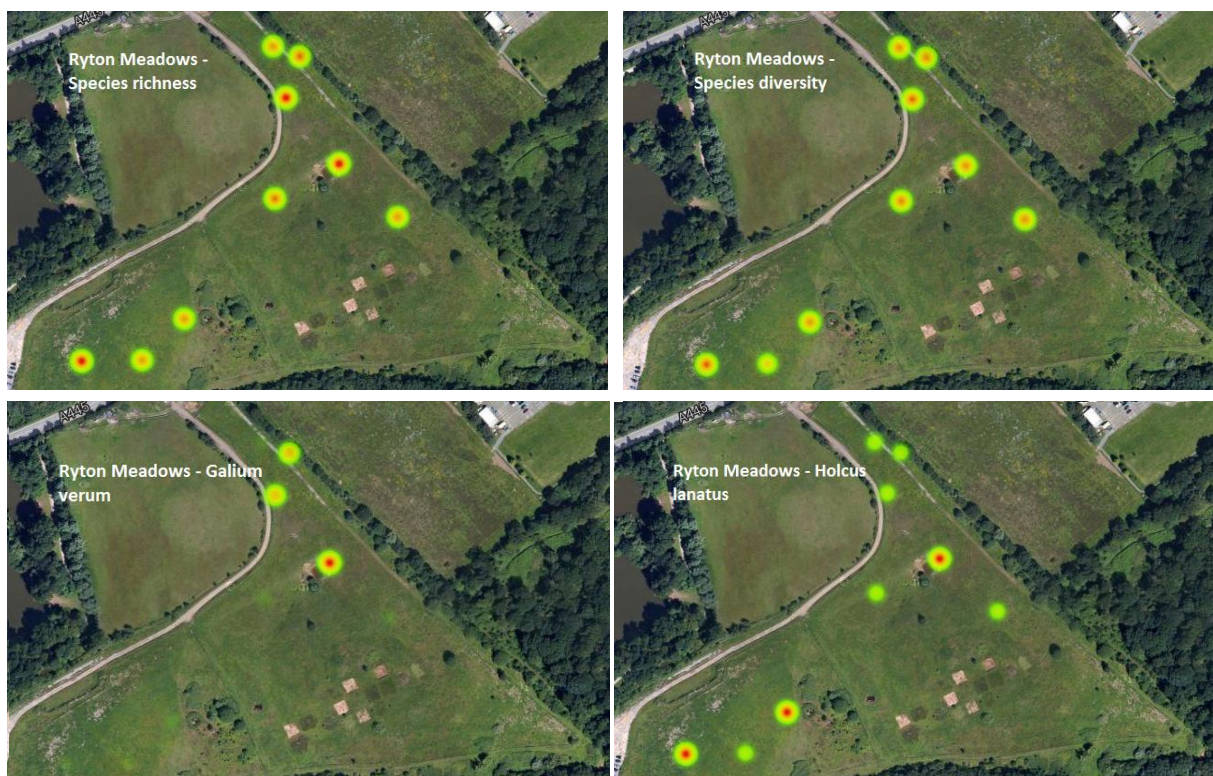 A445
Ryton Meadows -
Species richness
Ryton Meadows -
Species diversity
A445
Ryton Meadows - Galium
verum
A445
Ryton Meadows - Holcus
lanatus